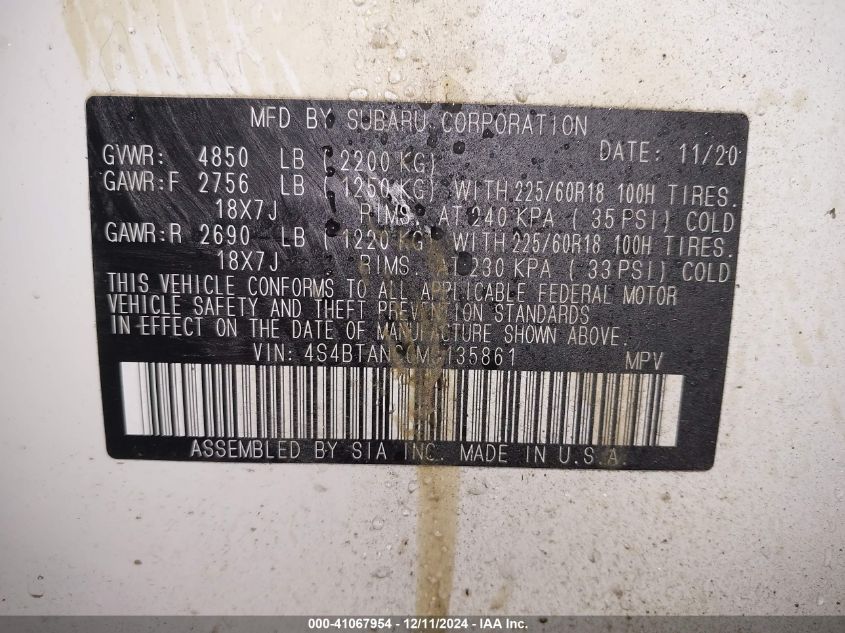 MFD BY SUBARU CORPORATION
GVWR: 4850 LB ( 2200 KG) DATE: 11/20
GAWR:F 2756 LB ( 1250 KG) WITH 225/60R18 100H TIRES.
18X7J RIMS. AT 240 KPA ( 35 PSI) COLD
GAWR:R 2690 LB ( 1220 KG) WITH 225/60R18 100H TIRES.
18X7J RIMS. AT 230 KPA ( 33 PSI) COLD
THIS VEHICLE CONFORMS TO ALL APPLICABLE FEDERAL MOTOR
VEHICLE SAFETY AND THEFT PREVENTION STANDARDS
IN EFFECT ON THE DATE OF MANUFACTURE SHOWN ABOVE.
VIN: MPV
ASSEMBLED BY SIA INC. MADE IN U.S.A.
000-41067954 - 12/11/2024 - IAA Inc.